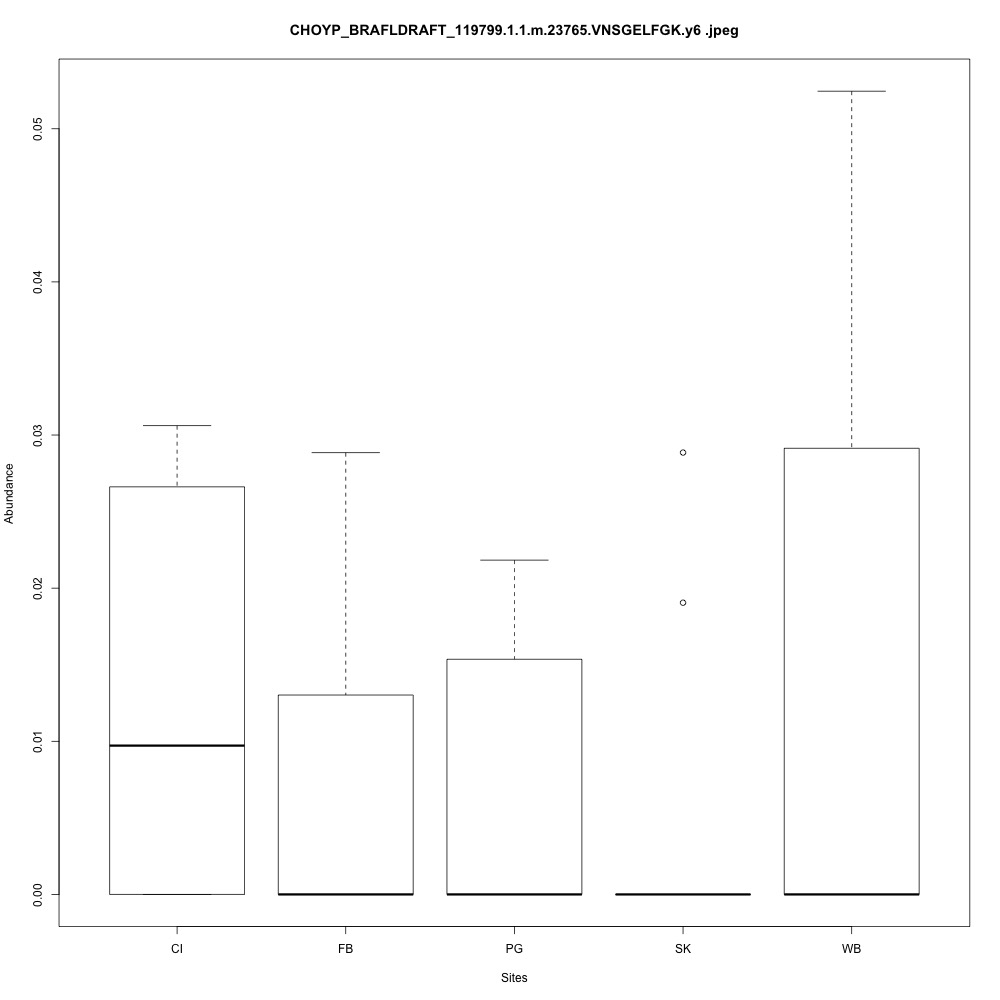 CHOYP_BRAFLDRAFT_119799.1.1.m.23765.VNSGELFGK.y6 .jpeg
0.05
0.04
0.03
0.02
0.01
0.00
Abundance
CI FB PG SK WB
Sites